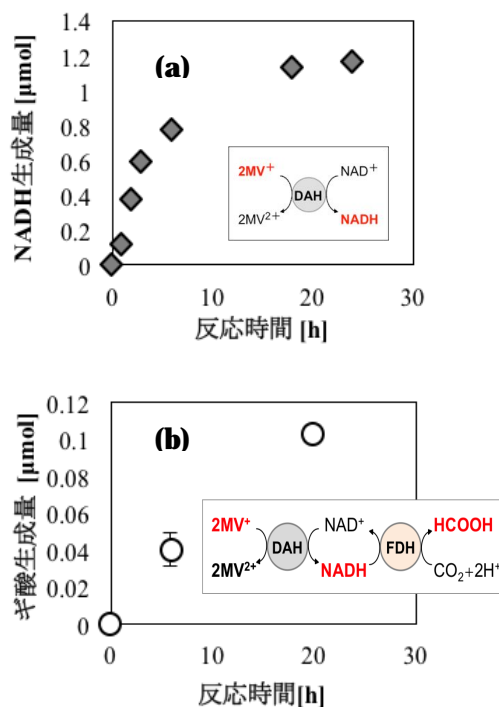 NADH生成量 [μmol]
1.4
1.2
1
0.8
0.6
0.4
0.2
0
(a)
2MV⁺
NAD⁺
DAH
2MV²⁺
NADH
0
10
20
30
反応時間 [h]
ギ酸生成量 [μmol]
0.12
0.1
0.08
0.06
0.04
0.02
0
(b)
2MV⁺
NAD⁺
HCOOH
DAH
FDH
2MV²⁺
NADH
CO₂+2H⁺
0
10
20
30
反応時間[h]